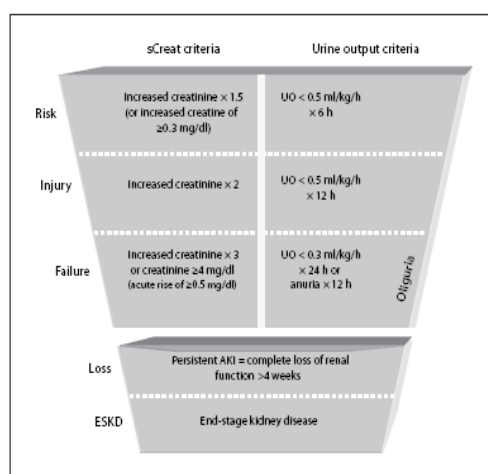 sCreat criteria
Urine output criteria
Risk
Increased creatinine × 1.5
(or increased creatine of
≥0.3 mg/dl)
UO < 0.5 ml/kg/h
× 6 h
Injury
Increased creatinine × 2
UO < 0.5 ml/kg/h
× 12 h
Failure
Increased creatinine × 3
or creatinine ≥4 mg/dl
(acute rise of ≥0.5 mg/dl)
UO < 0.3 ml/kg/h
× 24 h or
anuria × 12 h
Oliguria
Loss
Persistent AKI = complete loss of renal
function >4 weeks
ESKD
End-stage kidney disease